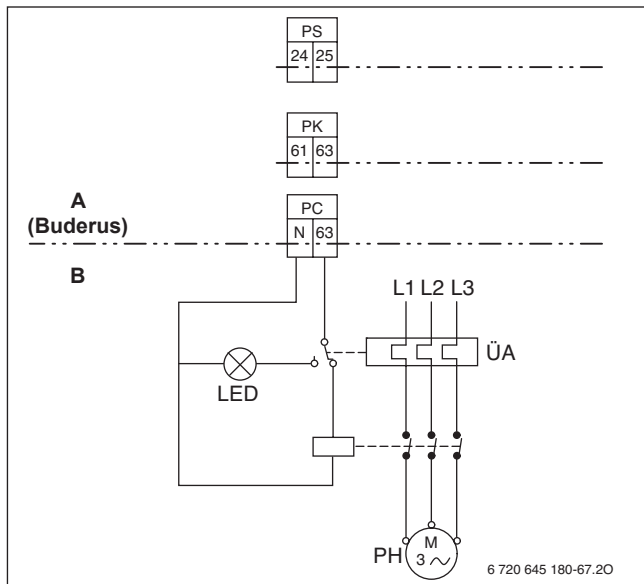 PS
24 25
PK
61 63
A
(Buderus)
PC
N 63
B
L1 L2 L3
ÜA
LED
PH
M
3 ~
6 720 645 180-67.2O